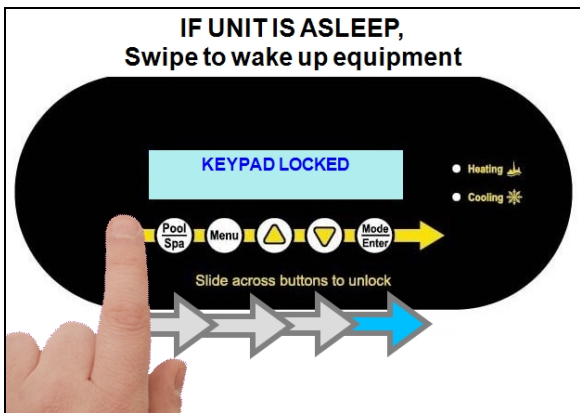 IF UNIT IS ASLEEP,
Swipe to wake up equipment
KEYPAD LOCKED
Heating
Cooling
Pool
Spa
Menu
Mode
Enter
Slide across buttons to unlock